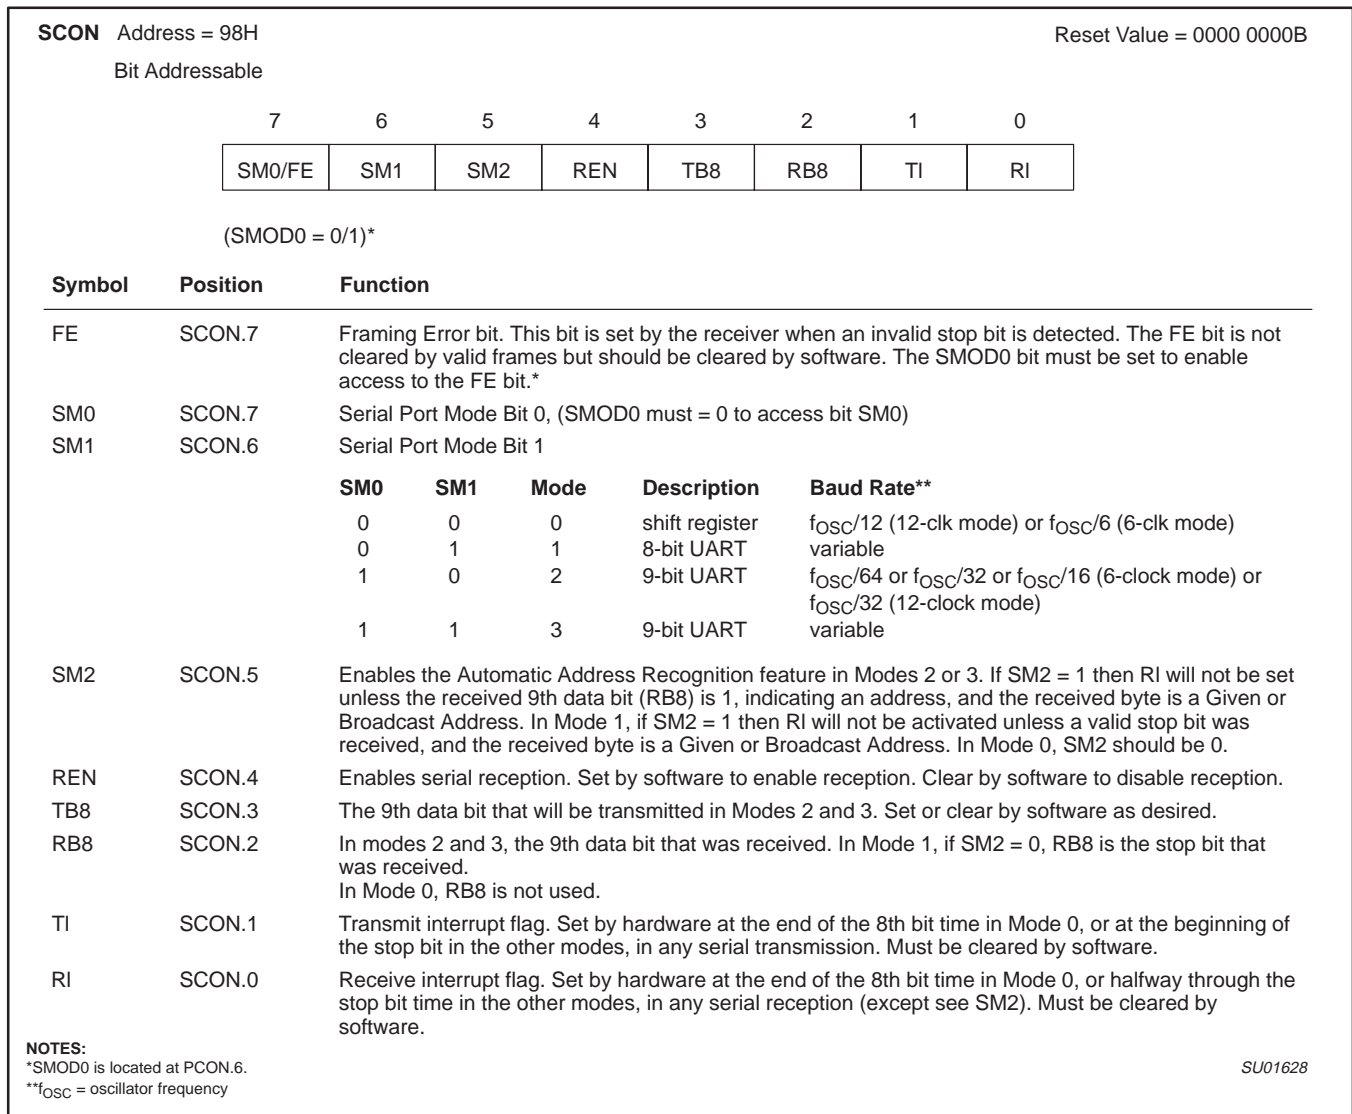 SCON Address = 98H Reset Value = 0000 0000B
Bit Addressable
7 6 5 4 3 2 1 0
SM0/FE SM1 SM2 REN TB8 RB8 TI RI
(SMOD0 = 0/1)*
Symbol Position Function
FE SCON.7 Framing Error bit. This bit is set by the receiver when an invalid stop bit is detected. The FE bit is not
cleared by valid frames but should be cleared by software. The SMOD0 bit must be set to enable
access to the FE bit.*
SM0 SCON.7 Serial Port Mode Bit 0, (SMOD0 must = 0 to access bit SM0)
SM1 SCON.6 Serial Port Mode Bit 1
SM0 SM1 Mode Description Baud Rate**
0 0 0 shift register fOSC/12 (12-clk mode) or fOSC/6 (6-clk mode)
0 1 1 8-bit UART variable
1 0 2 9-bit UART fOSC/64 or fOSC/32 or fOSC/16 (6-clock mode) or
fOSC/32 (12-clock mode)
1 1 3 9-bit UART variable
SM2 SCON.5 Enables the Automatic Address Recognition feature in Modes 2 or 3. If SM2 = 1 then RI will not be set
unless the received 9th data bit (RB8) is 1, indicating an address, and the received byte is a Given or
Broadcast Address. In Mode 1, if SM2 = 1 then RI will not be activated unless a valid stop bit was
received, and the received byte is a Given or Broadcast Address. In Mode 0, SM2 should be 0.
REN SCON.4 Enables serial reception. Set by software to enable reception. Clear by software to disable reception.
TB8 SCON.3 The 9th data bit that will be transmitted in Modes 2 and 3. Set or clear by software as desired.
RB8 SCON.2 In modes 2 and 3, the 9th data bit that was received. In Mode 1, if SM2 = 0, RB8 is the stop bit that
was received.
In Mode 0, RB8 is not used.
TI SCON.1 Transmit interrupt flag. Set by hardware at the end of the 8th bit time in Mode 0, or at the beginning of
the stop bit in the other modes, in any serial transmission. Must be cleared by software.
RI SCON.0 Receive interrupt flag. Set by hardware at the end of the 8th bit time in Mode 0, or halfway through the
stop bit time in the other modes, in any serial reception (except see SM2). Must be cleared by
software.
NOTES:
*SMOD0 is located at PCON.6. SU01628
**fOSC = oscillator frequency